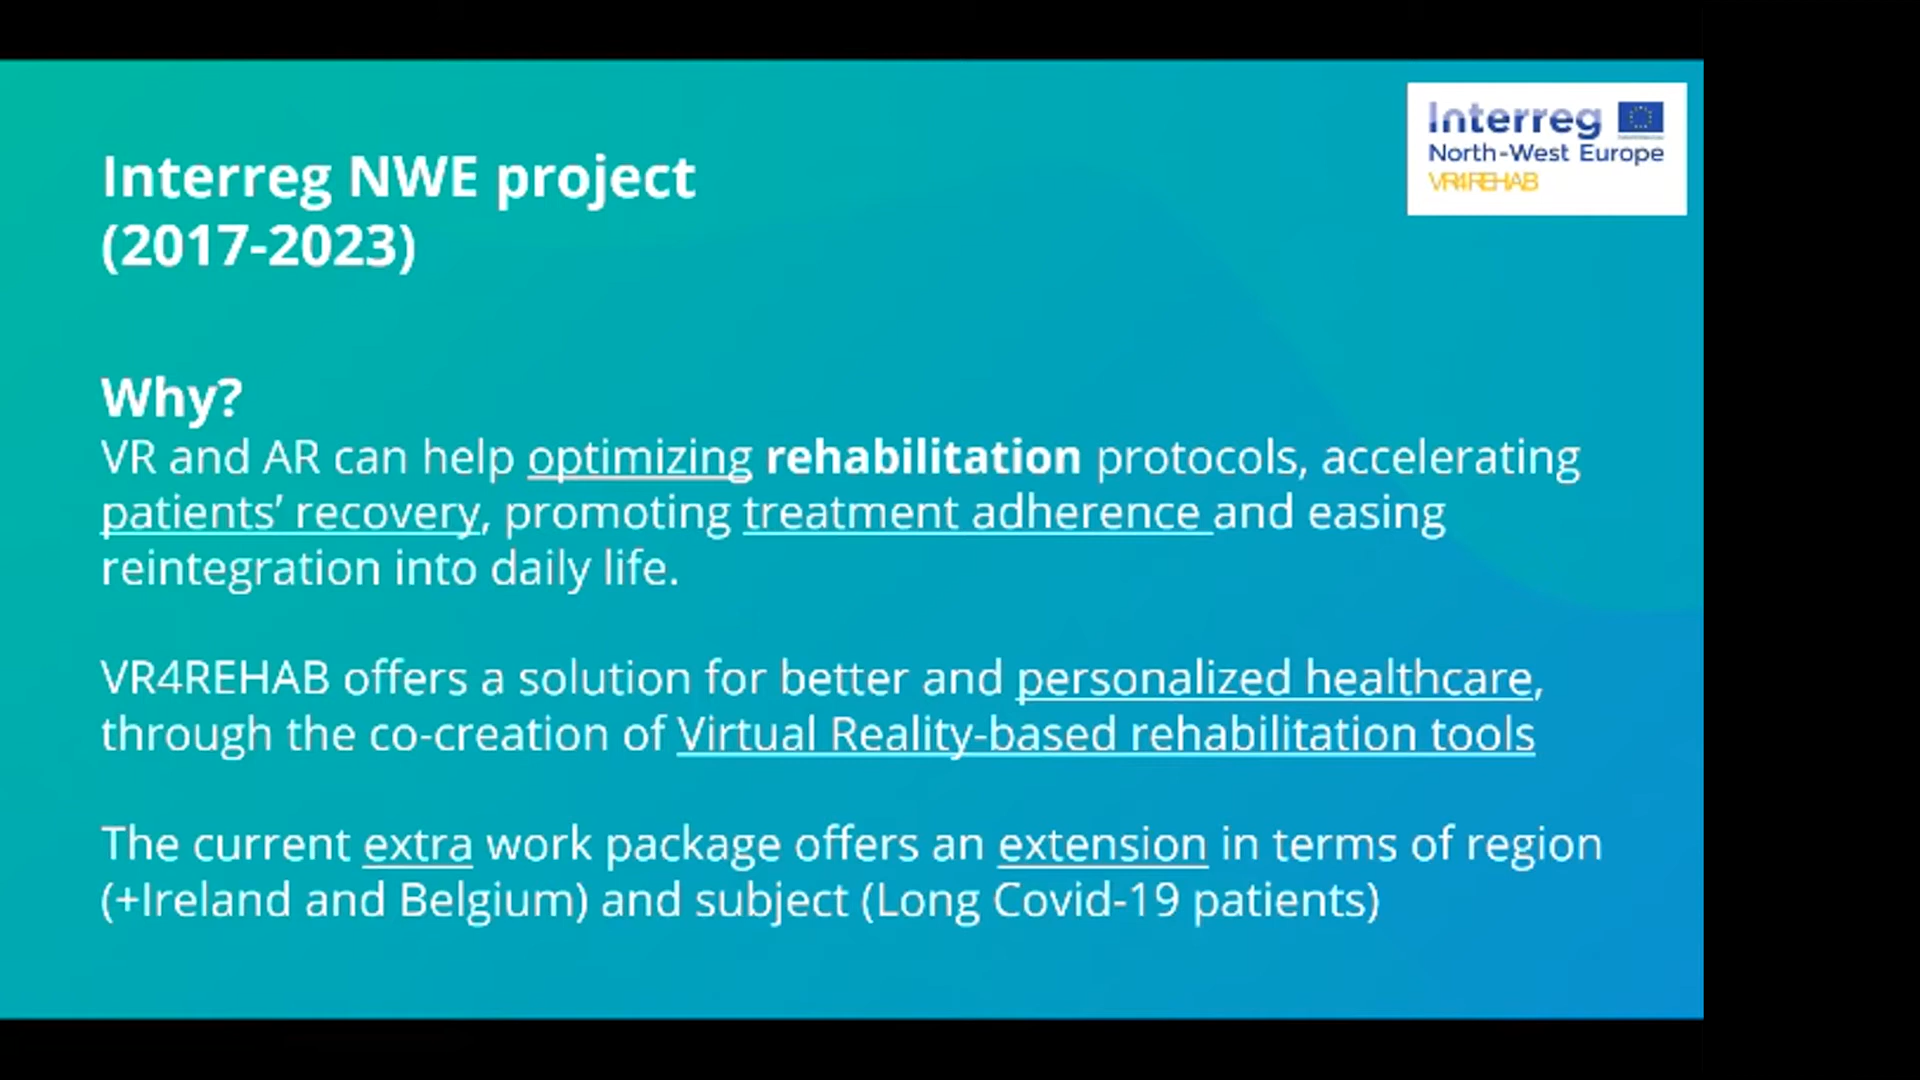 Interreg
North-West Europe
VR4REHAB
Interreg NWE project
(2017-2023)
Why?
VR and AR can help optimizing rehabilitation protocols, accelerating
patients’ recovery, promoting treatment adherence and easing
reintegration into daily life.
VR4REHAB offers a solution for better and personalized healthcare,
through the co-creation of Virtual Reality-based rehabilitation tools
The current extra work package offers an extension in terms of region
(+Ireland and Belgium) and subject (Long Covid-19 patients)